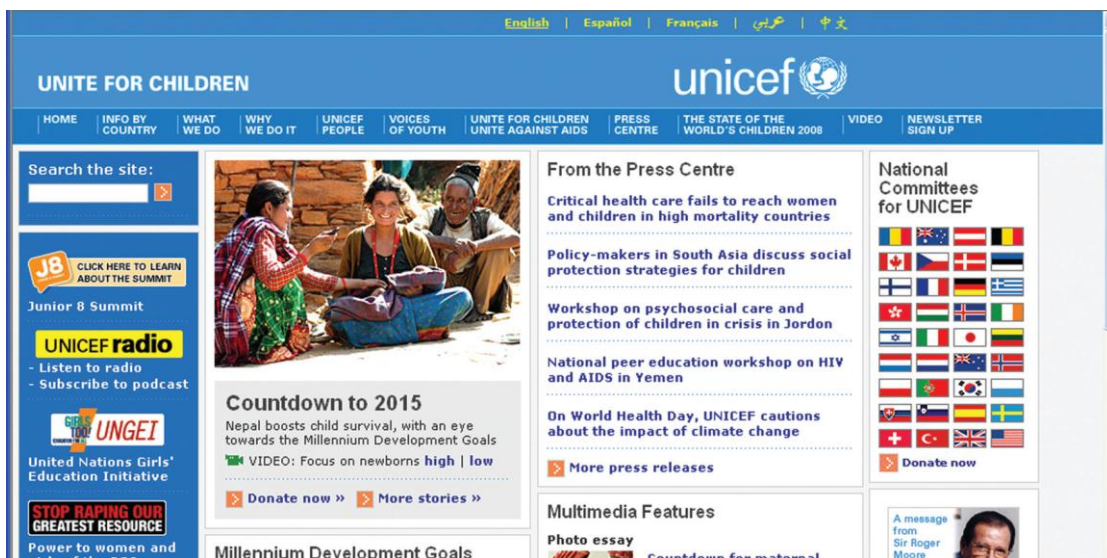 English | Español | Français | عربي | 中文
UNITE FOR CHILDREN
unicef
HOME
INFO BY
COUNTRY
WHAT
WE DO
WHY
WE DO IT
UNICEF
PEOPLE
VOICES
OF YOUTH
UNITE FOR CHILDREN
UNITE AGAINST AIDS
PRESS
CENTRE
THE STATE OF THE
WORLD'S CHILDREN 2008
VIDEO
NEWSLETTER
SIGN UP
Search the site:
J8
CLICK HERE TO LEARN
ABOUT THE SUMMIT
Junior 8 Summit
UNICEF radio
- Listen to radio
- Subscribe to podcast
GIRLS
TOO!
UNGEI
United Nations Girls'
Education Initiative
STOP RAPING OUR
GREATEST RESOURCE
Power to women and
Countdown to 2015
Nepal boosts child survival, with an eye
towards the Millennium Development Goals
VIDEO: Focus on newborns high | low
Donate now » More stories »
Millennium Development Goals
From the Press Centre
Critical health care fails to reach women
and children in high mortality countries
Policy-makers in South Asia discuss social
protection strategies for children
Workshop on psychosocial care and
protection of children in crisis in Jordon
National peer education workshop on HIV
and AIDS in Yemen
On World Health Day, UNICEF cautions
about the impact of climate change
More press releases
Multimedia Features
Photo essay
Countdown for maternal
National
Committees
for UNICEF
Donate now
A message
from
Sir Roger
Moore